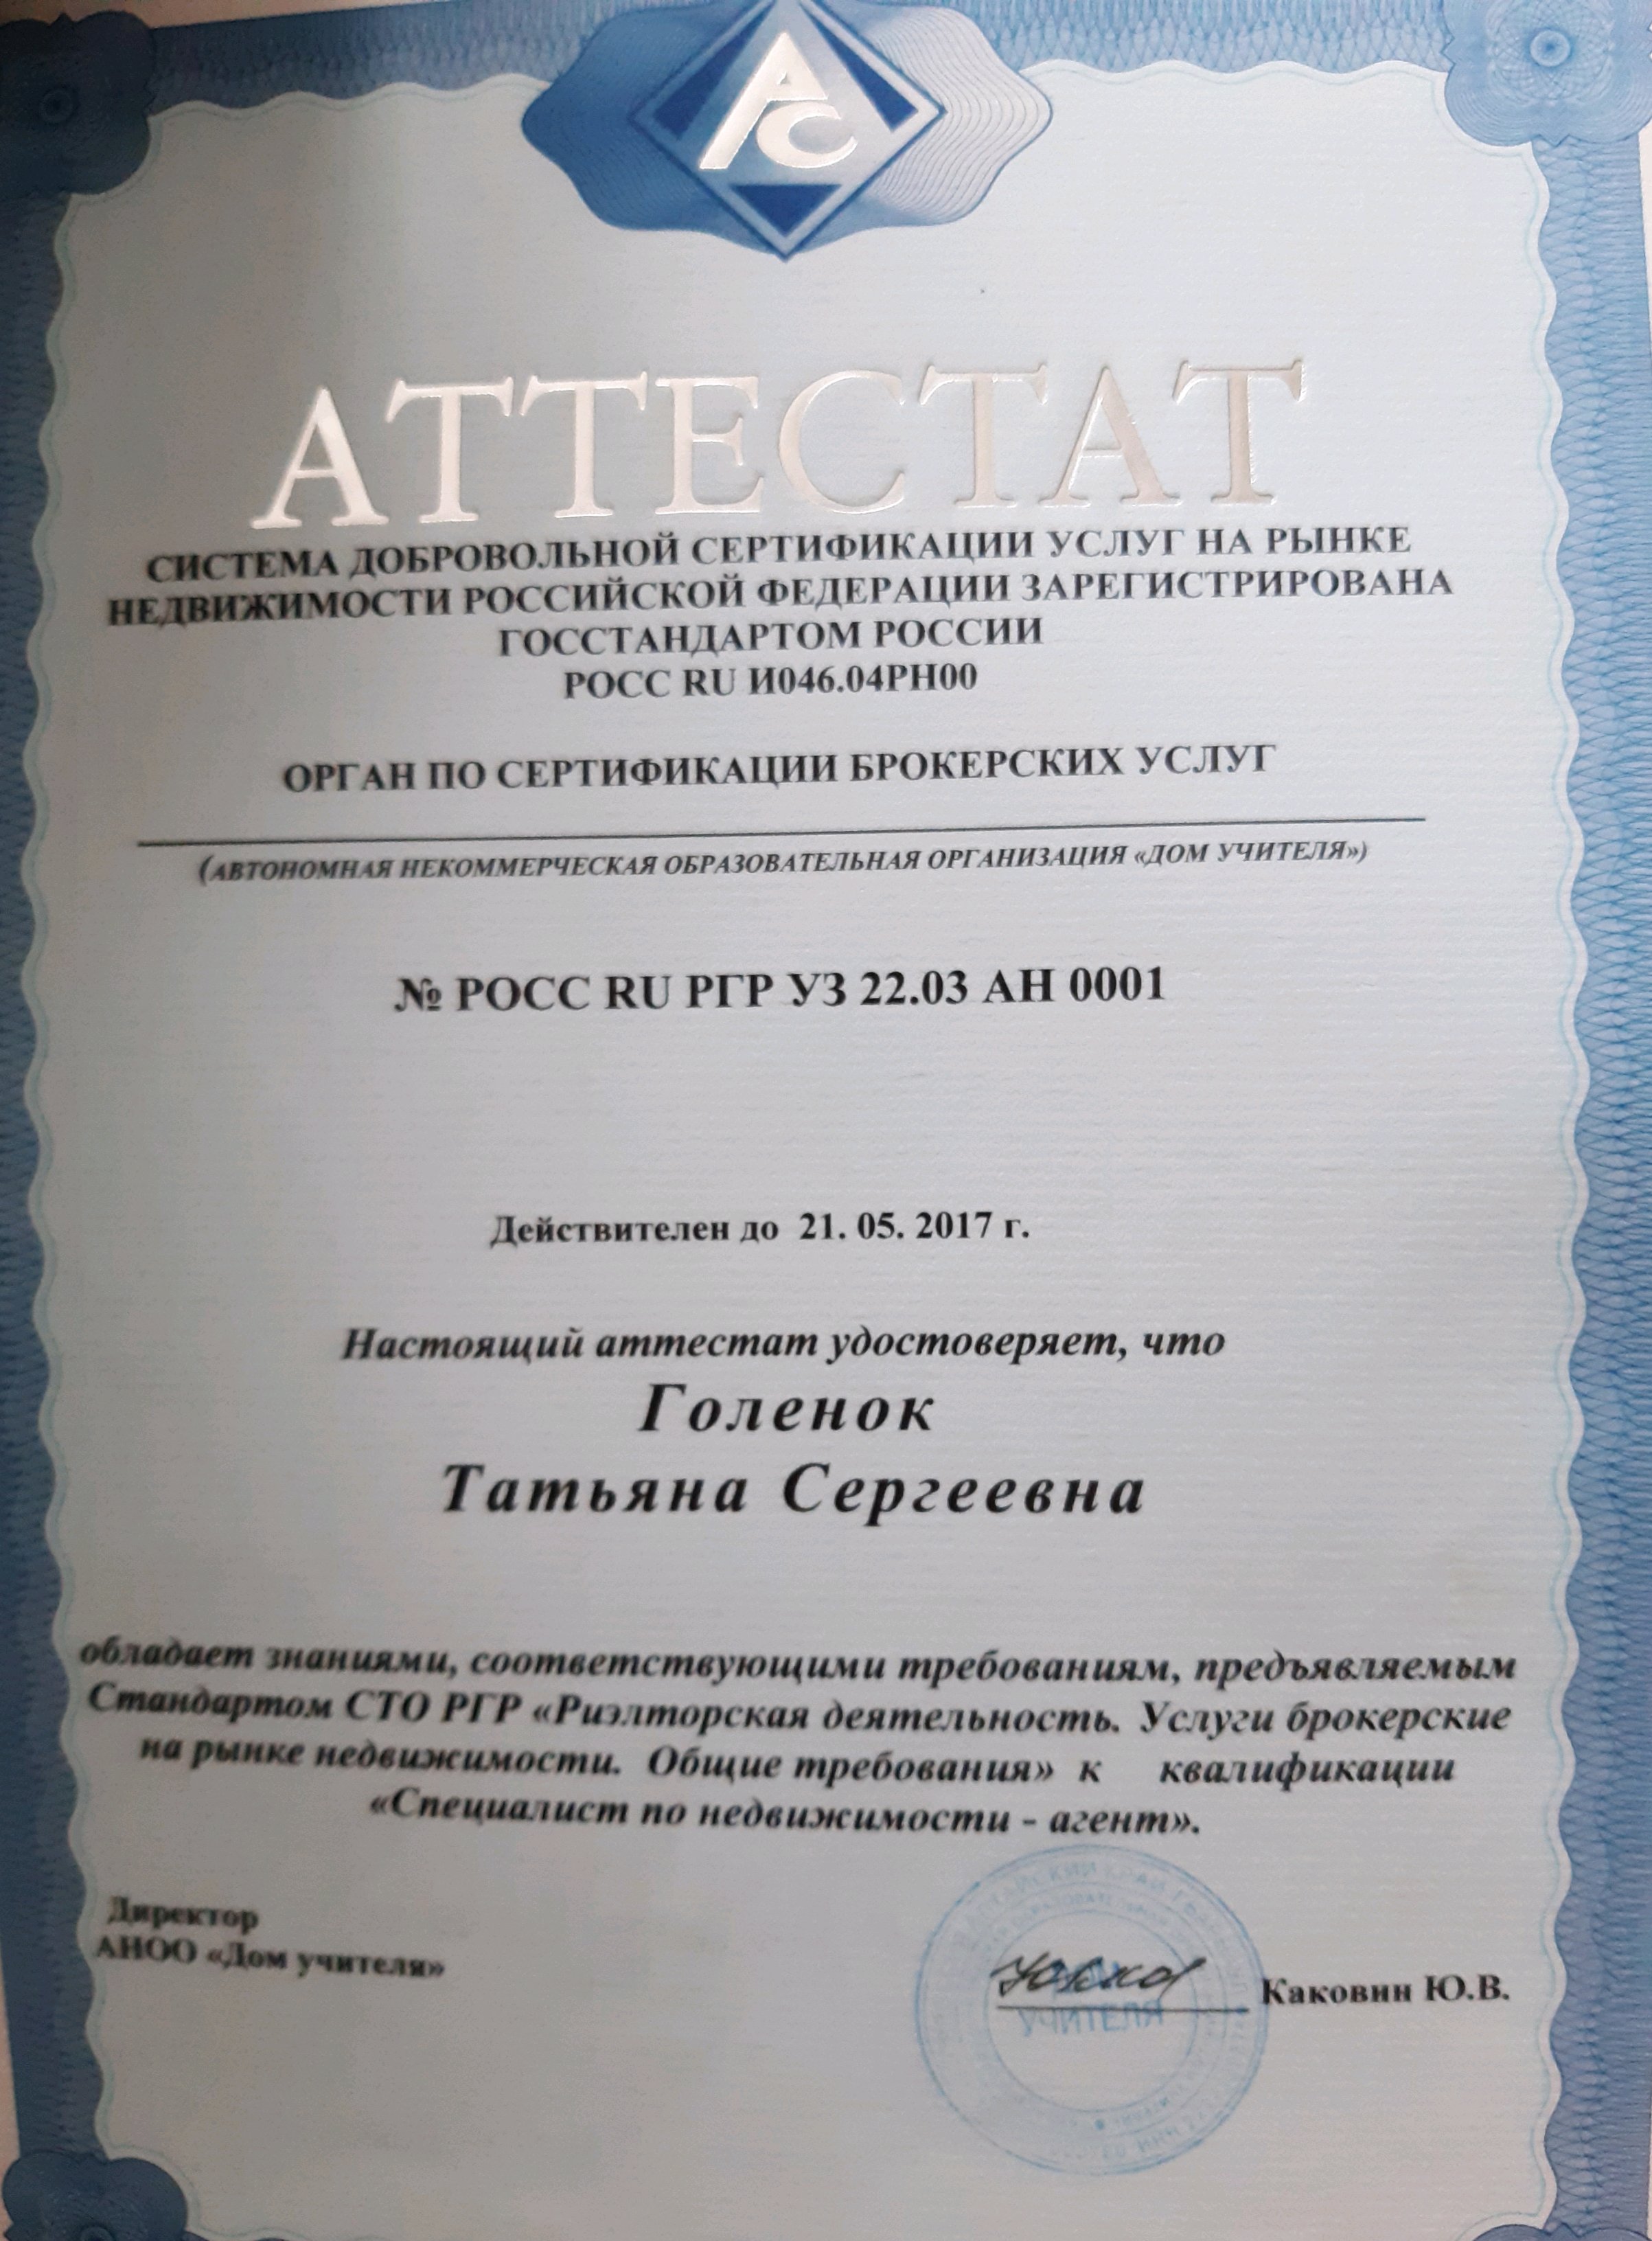 АС
АТТЕСТАТ
СИСТЕМА ДОБРОВОЛЬНОЙ СЕРТИФИКАЦИИ УСЛУГ НА РЫНКЕ
НЕДВИЖИМОСТИ РОССИЙСКОЙ ФЕДЕРАЦИИ ЗАРЕГИСТРИРОВАНА
ГОССТАНДАРТОМ РОССИИ
РОСС RU И046.04РН00
ОРГАН ПО СЕРТИФИКАЦИИ БРОКЕРСКИХ УСЛУГ
(АВТОНОМНАЯ НЕКОММЕРЧЕСКАЯ ОБРАЗОВАТЕЛЬНАЯ ОРГАНИЗАЦИЯ «ДОМ УЧИТЕЛЯ»)
№ РОСС RU РГР УЗ 22.03 АН 0001
Действителен до 21. 05. 2017 г.
Настоящий аттестат удостоверяет, что
Голенок
Татьяна Сергеевна
обладает знаниями, соответствующими требованиям, предъявляемым
Стандартом СТО РГР «Риэлторская деятельность. Услуги брокерские
на рынке недвижимости. Общие требования» к квалификации
«Специалист по недвижимости - агент».
Директор
АНОО «Дом учителя»
УЧИТЕЛЯ
Каковин Ю.В.